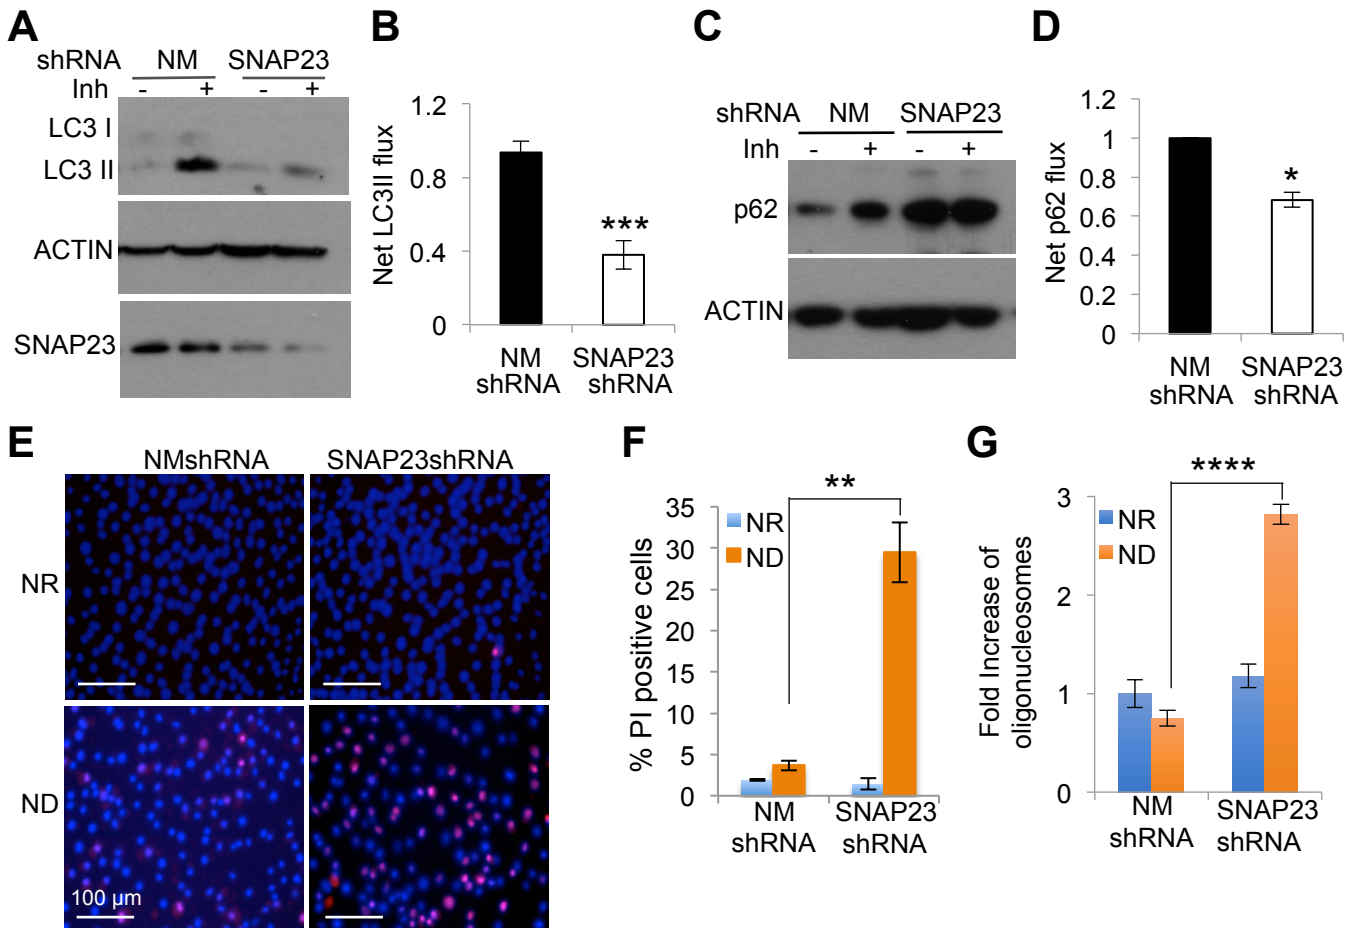 A
shRNA NM SNAP23
Inh - + - +
LC3 I
LC3 II
ACTIN
SNAP23
B
Net LC3II flux
1.2
0.8
0.4
0
***
NM shRNA
SNAP23 shRNA
C
shRNA NM SNAP23
Inh - + - +
p62
ACTIN
D
Net p62 flux
1.2
1
0.8
0.6
0.4
0.2
0
*
NM shRNA
SNAP23 shRNA
E
NMshRNA SNAP23shRNA
NR
ND
100 µm
F
% PI positive cells
35
30
25
20
15
10
5
0
NR
ND
**
NM shRNA
SNAP23 shRNA
G
Fold Increase of
oligonucleosomes
3
2
1
0
NR
ND
****
NM shRNA
SNAP23 shRNA